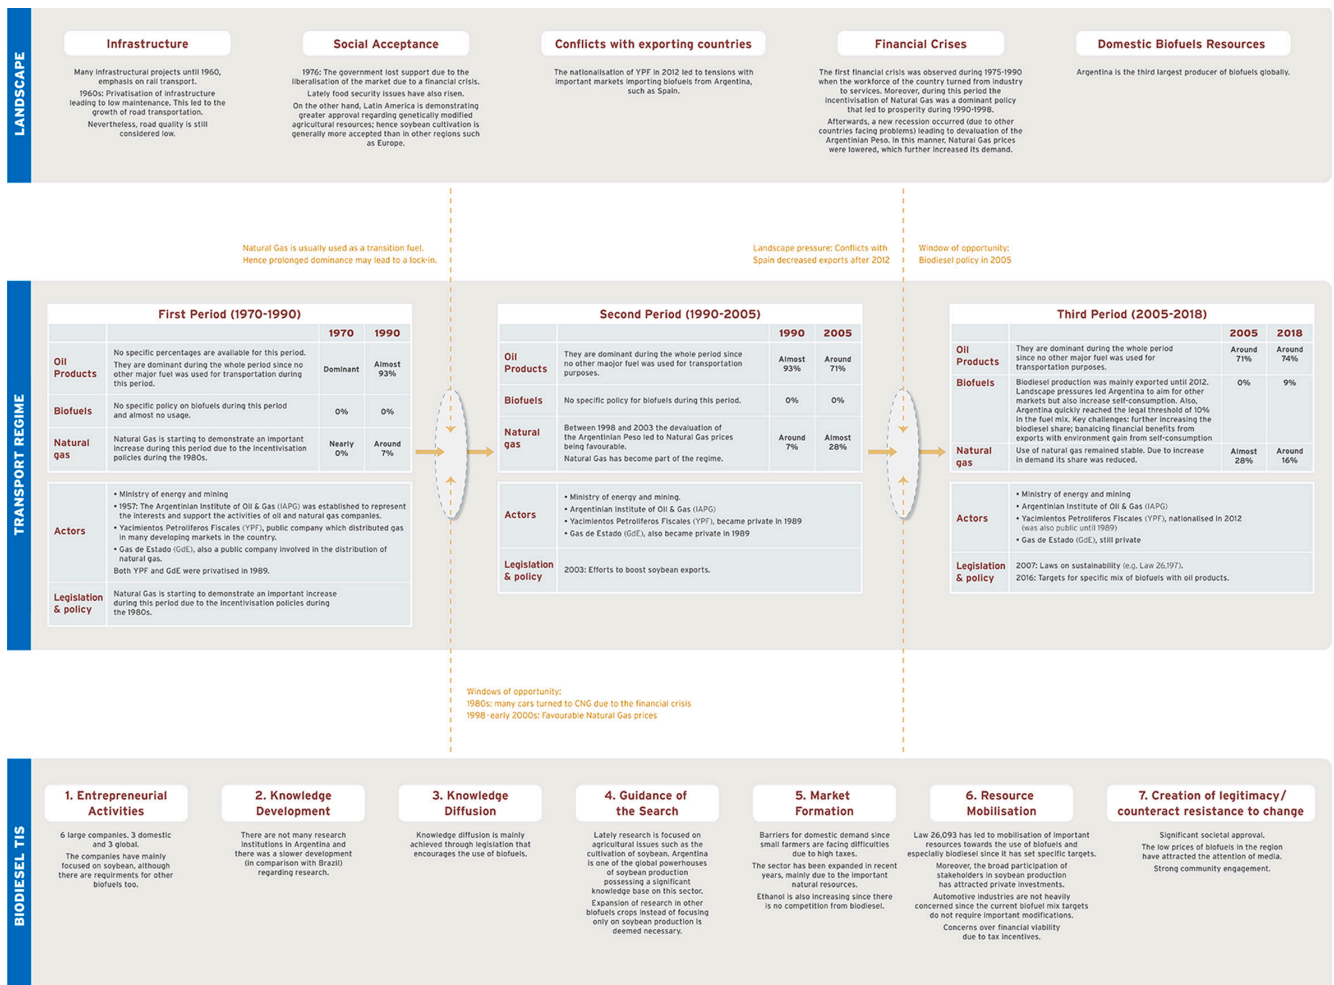 LANDSCAPE
Infrastructure
Many infrastructural projects until 1960,
emphasis on rail transport.
1960s: Privatisation of infrastructure
leading to low maintenance. This led to the
growth of road transportation.
Nevertheless, road quality is still
considered low.
Social Acceptance
1976: The government lost support due to the
liberalisation of the market due to a financial crisis.
Lately food security issues have also risen.
On the other hand, Latin America is demonstrating
greater approval regarding genetically modified
agricultural resources; hence soybean cultivation is
generally more accepted than in other regions such
as Europe.
Conflicts with exporting countries
The nationalisation of YPF in 2012 led to tensions with
important markets importing biofuels from Argentina,
such as Spain.
Financial Crises
The first financial crisis was observed during 1975-1990
when the workforce of the country turned from industry
to services. Moreover, during this period the
incentivisation of Natural Gas was a dominant policy
that led to prosperity during 1990-1998.
Afterwards, a new recession occurred (due to other
countries facing problems) leading to devaluation of the
Argentinian Peso. In this manner, Natural Gas prices
were lowered, which further increased its demand.
Domestic Biofuels Resources
Argentina is the third largest producer of biofuels globally.
Natural Gas is usually used as a transition fuel.
Hence prolonged dominance may lead to a lock-in.
Landscape pressure: Conflicts with
Spain decreased exports after 2012
Window of opportunity:
Biodiesel policy in 2005
TRANSPORT REGIME
First Period (1970-1990)
1970 1990
Oil
Products
No specific percentages are available for this period.
They are dominant during the whole period since no
other major fuel was used for transportation during
this period.
Dominant
Almost
93%
Biofuels
No specific policy on biofuels during this period
and almost no usage.
0% 0%
Natural
gas
Natural Gas is starting to demonstrate an important
increase during this period due to the incentivisation
policies during the 1980s.
Nearly
0%
Around
7%
Actors
• Ministry of energy and mining
• 1957: The Argentinian Institute of Oil & Gas (IAPG) was established to represent
the interests and support the activities of oil and natural gas companies.
• Yacimientos Petrolíferos Fiscales (YPF), public company which distributed gas
in many developing markets in the country.
• Gas de Estado (GdE), also a public company involved in the distribution of
natural gas.
Both YPF and GdE were privatised in 1989.
Legislation
& policy
Natural Gas is starting to demonstrate an important increase
during this period due to the incentivisation policies during
the 1980s.
Second Period (1990-2005)
1990 2005
Oil
Products
They are dominant during the whole period since
no other maojor fuel was used for transportation
purposes.
Almost
93%
Around
71%
Biofuels
No specific policy for biofuels during this period.
0% 0%
Natural
gas
Between 1998 and 2003 the devaluation of
the Argentinian Peso led to Natural Gas prices
being favourable.
Natural Gas has become part of the regime.
Around
7%
Almost
28%
Actors
• Ministry of energy and mining.
• Argentinian Institute of Oil & Gas (IAPG)
• Yacimientos Petrolíferos Fiscales (YPF), became private in 1989
• Gas de Estado (GdE), also became private in 1989
Legislation
& policy
2003: Efforts to boost soybean exports.
Third Period (2005-2018)
2005 2018
Oil
Products
They are dominant during the whole period
since no other major fuel was used for
transportation purposes.
Around
71%
Around
74%
Biofuels
Biodiesel production was mainly exported until 2012.
Landscape pressures led Argentina to aim for other
markets but also increase self-consumption. Also,
Argentina quickly reached the legal threshold of 10%
in the fuel mix. Key challenges: further increasing the
biodiesel share; banalcing financial benefits from
exports with environment gain from self-consumption
0% 9%
Natural
gas
Use of natural gas remained stable. Due to increase
in demand its share was reduced.
Almost
28%
Around
16%
Actors
• Ministry of energy and mining
• Argentinian Institute of Oil & Gas (IAPG)
• Yacimientos Petrolíferos Fiscales (YPF), nationalised in 2012
(was also public until 1989)
• Gas de Estado (GdE), still private
Legislation
& policy
2007: Laws on sustainability (e.g. Law 26,197).
2016: Targets for specific mix of biofuels with oil products.
Windows of opportunity:
1980s: many cars turned to CNG due to the financial crisis
1998-early 2000s: Favourable Natural Gas prices
BIODIESEL TIS
1. Entrepreneurial
Activities
6 large companies. 3 domestic
and 3 global.
The companies have mainly
focused on soybean, although
there are requirments for other
biofuels too.
2. Knowledge
Development
There are not many research
institutions in Argentina and
there was a slower development
(in comparison with Brazil)
regarding research.
3. Knowledge
Diffusion
Knowledge diffusion is mainly
achieved through legislation that
encourages the use of biofuels.
4. Guidance of
the Search
Lately research is focused on
agricultural issues such as the
cultivation of soybean. Argentina
is one of the global powerhouses
of soybean production
possessing a significant
knowledge base on this sector.
Expansion of research in other
biofuels crops instead of focusing
only on soybean production is
deemed necessary.
5. Market
Formation
Barriers for domestic demand since
small farmers are facing difficulties
due to high taxes.
The sector has been expanded in recent
years, mainly due to the important
natural resources.
Ethanol is also increasing since there
is no competition from biodiesel.
6. Resource
Mobilisation
Law 26,093 has led to mobilisation of important
resources towards the use of biofuels and
especially biodiesel since it has set specific targets.
Moreover, the broad participation of
stakeholders in soybean production
has attracted private investments.
Automotive industries are not heavily
concerned since the current biofuel mix targets
do not require important modifications.
Concerns over financial viability
due to tax incentives.
7. Creation of legitimacy/
counteract resistance to change
Significant societal approval.
The low prices of biofuels in the region
have attracted the attention of media.
Strong community engagement.